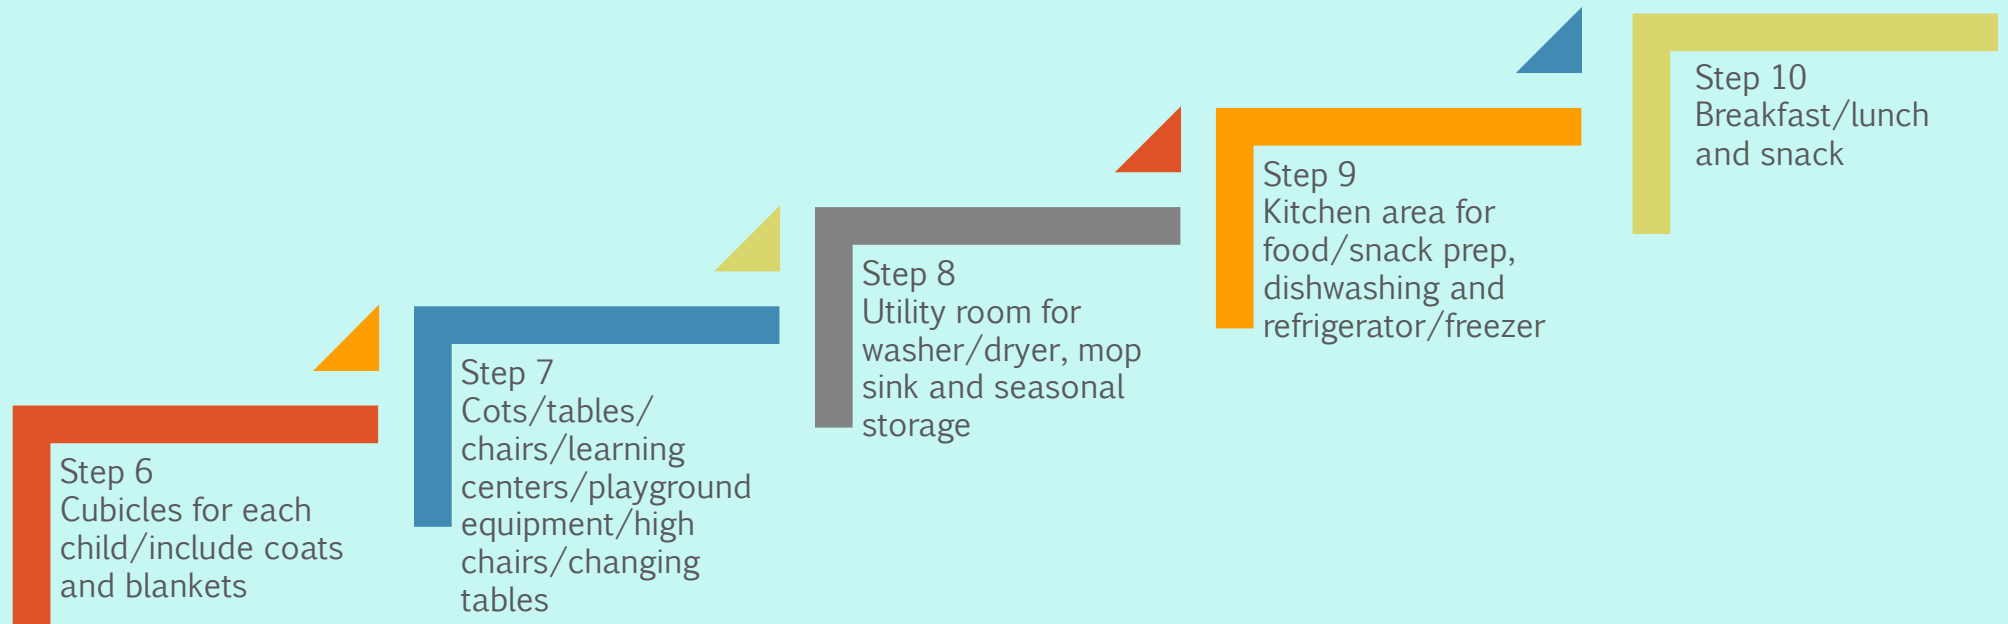 Step 6
Cubicles for each
child/include coats
and blankets
Step 7
Cots/tables/
chairs/learning
centers/playground
equipment/high
chairs/changing
tables
Step 8
Utility room for
washer/dryer, mop
sink and seasonal
storage
Step 9
Kitchen area for
food/snack prep,
dishwashing and
refrigerator/freezer
Step 10
Breakfast/lunch
and snack